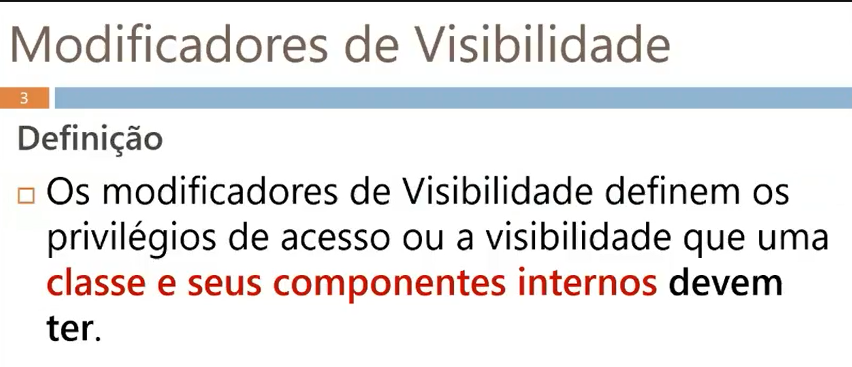 Modificadores de Visibilidade
3
Definição
Os modificadores de Visibilidade definem os
privilégios de acesso ou a visibilidade que uma
classe e seus componentes internos devem
ter.